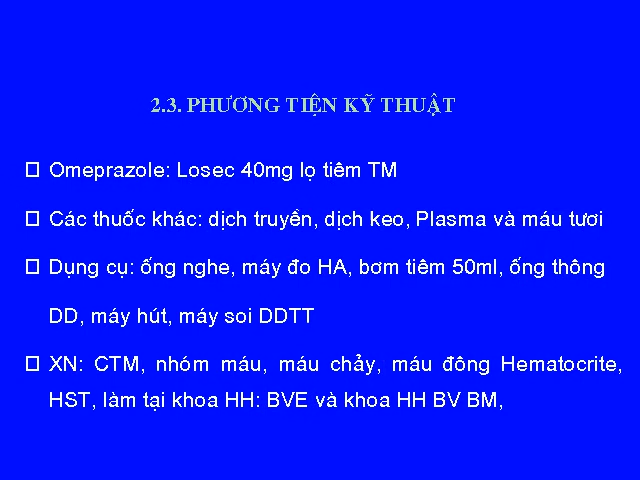 2.3. PHƯƠNG TIỆN KỸ THUẬT
□ Omeprazole: Losec 40mg lọ tiêm TM
□ Các thuốc khác: dịch truyền, dịch keo, Plasma và máu tươi
□ Dụng cụ: ống nghe, máy đo HA, bơm tiêm 50ml, ống thông
DD, máy hút, máy soi DDTT
□ XN: CTM, nhóm máu, máu chảy, máu đông Hematocrite,
HST, làm tại khoa HH: BVE và khoa HH BV BM,